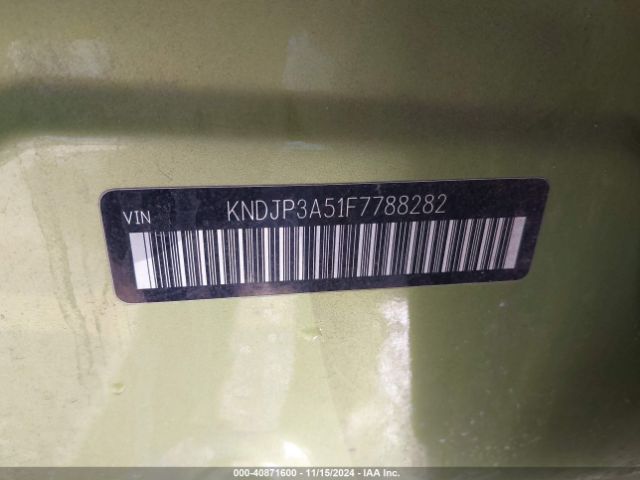 VIN
KNDJP3A51F7788282
000-40871600 - 11/15/2024 - IAA Inc.